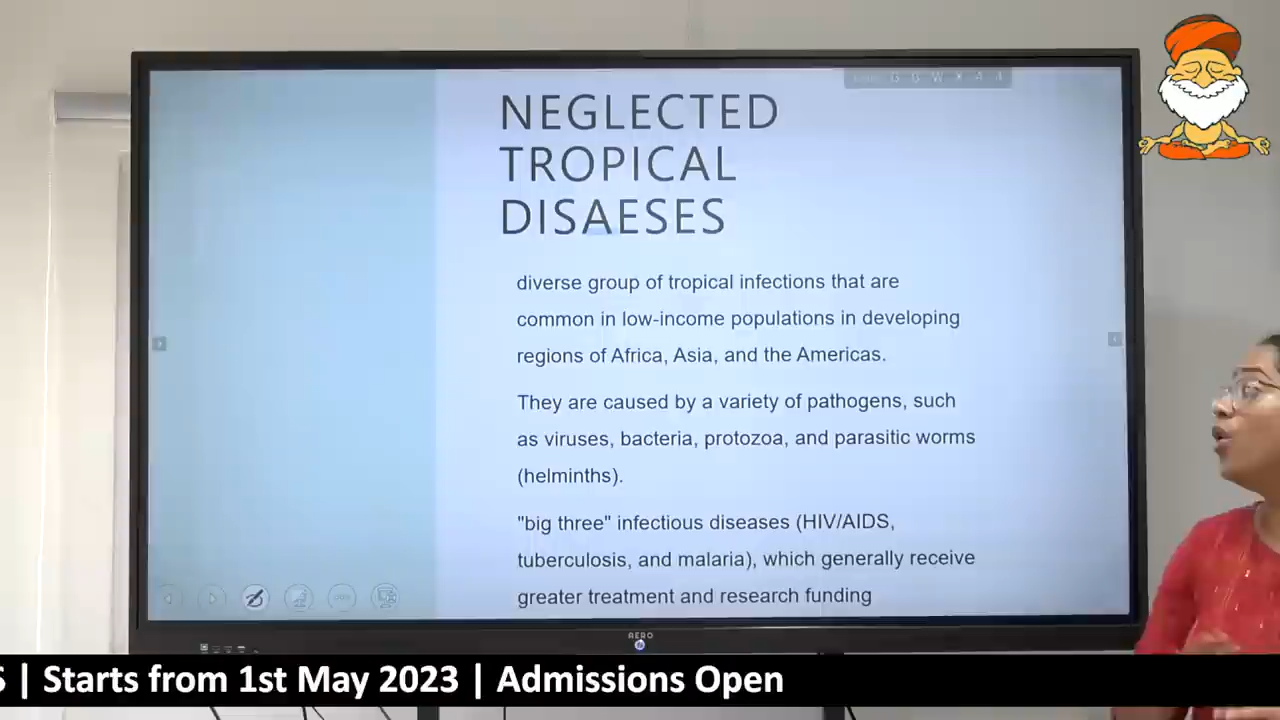 NEGLECTED
TROPICAL
DISAESES
diverse group of tropical infections that are
common in low-income populations in developing
regions of Africa, Asia, and the Americas.
They are caused by a variety of pathogens, such
as viruses, bacteria, protozoa, and parasitic worms
(helminths).
"big three" infectious diseases (HIV/AIDS,
tuberculosis, and malaria), which generally receive
greater treatment and research funding
AERO
S | Starts from 1st May 2023 | Admissions Open